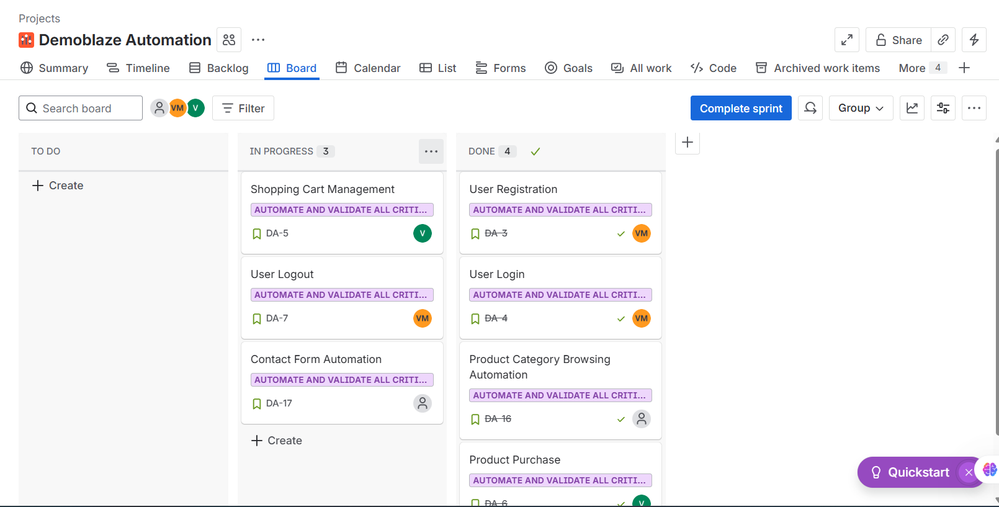 Projects
Demoblaze Automation
Share
Summary
Timeline
Backlog
Board
Calendar
List
Forms
Goals
All work
Code
Archived work items
More 4
Search board
VM
V
Filter
Complete sprint
Group
TO DO
Create
IN PROGRESS 3
Shopping Cart Management
AUTOMATE AND VALIDATE ALL CRITI...
DA-5
V
User Logout
AUTOMATE AND VALIDATE ALL CRITI...
DA-7
VM
Contact Form Automation
AUTOMATE AND VALIDATE ALL CRITI...
DA-17
Create
DONE 4
User Registration
AUTOMATE AND VALIDATE ALL CRITI...
DA-3
VM
User Login
AUTOMATE AND VALIDATE ALL CRITI...
DA-4
VM
Product Category Browsing
Automation
AUTOMATE AND VALIDATE ALL CRITI...
DA-16
Product Purchase
AUTOMATE AND VALIDATE ALL CRITI...
DA-6
V
Quickstart